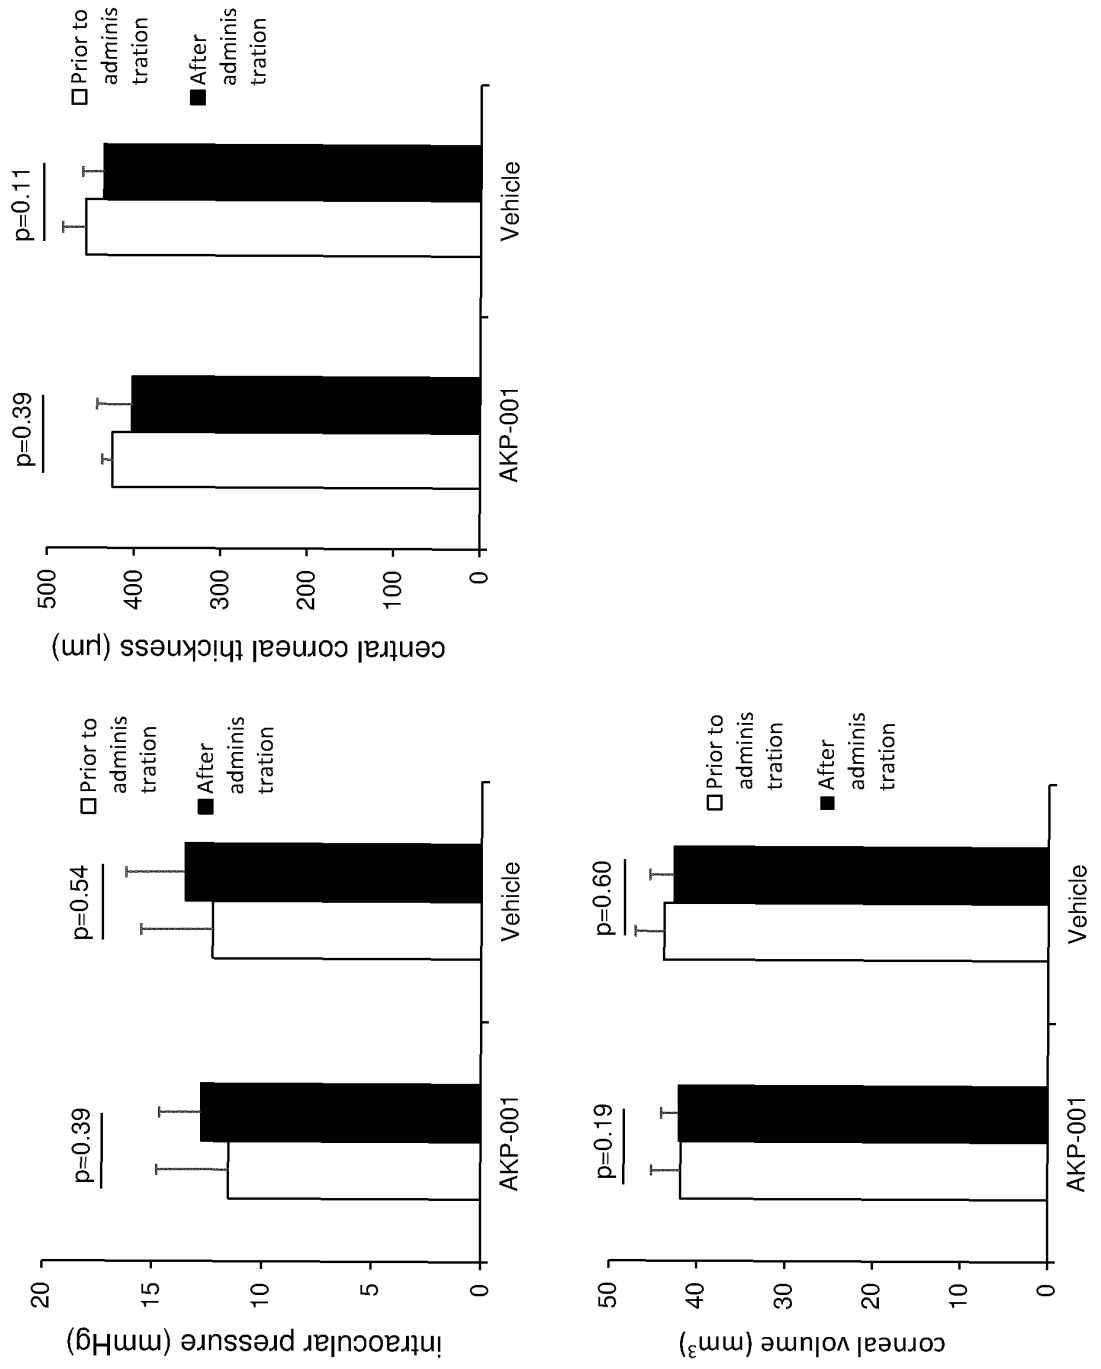 intraocular pressure (mmHg)
20
15
10
5
0
p=0.39
p=0.54
AKP-001
Vehicle
Prior to
adminis
tration
After
adminis
tration
central corneal thickness (µm)
500
400
300
200
100
0
p=0.39
p=0.11
AKP-001
Vehicle
Prior to
adminis
tration
After
adminis
tration
corneal volume (mm³)
50
40
30
20
10
0
p=0.19
p=0.60
AKP-001
Vehicle
Prior to
adminis
tration
After
adminis
tration